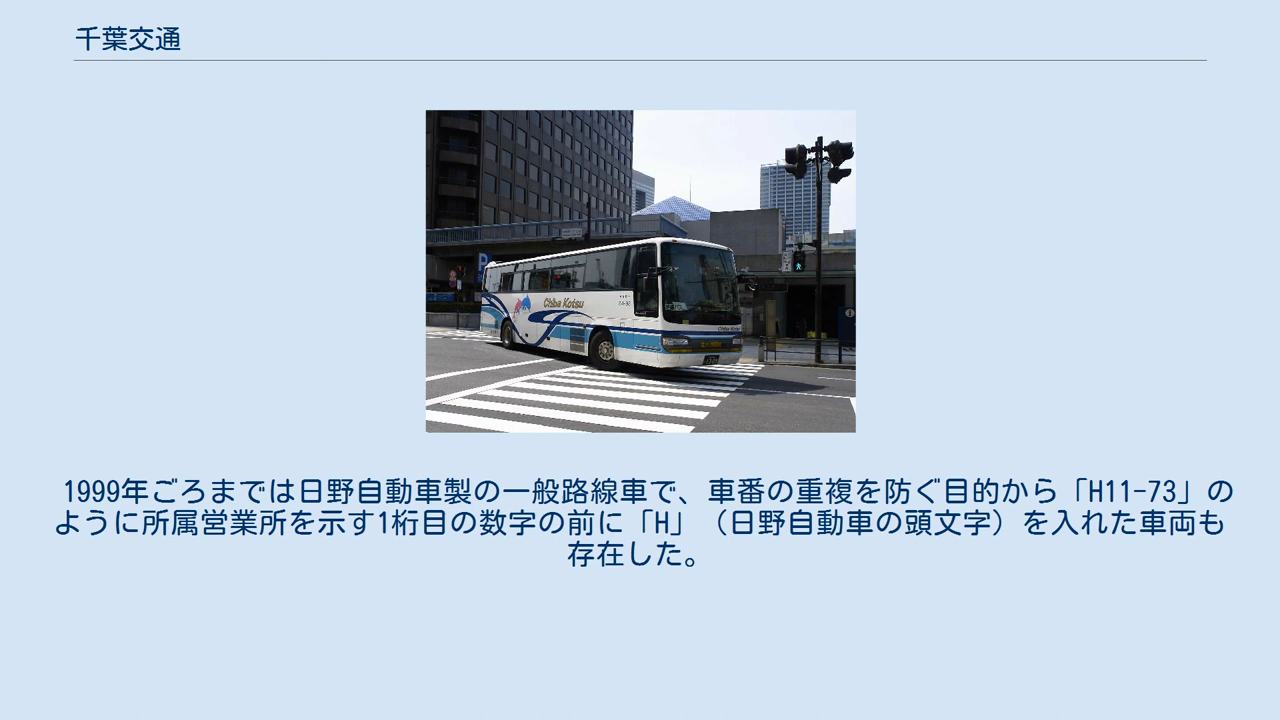 千葉交通
P
Chiba Kotsu
Chiba Kotsu
1999年ごろまでは日野自動車製の一般路線車で、車番の重複を防ぐ目的から「H11-73」の
ように所属営業所を示す1桁目の数字の前に「H」（日野自動車の頭文字）を入れた車両も
存在した。